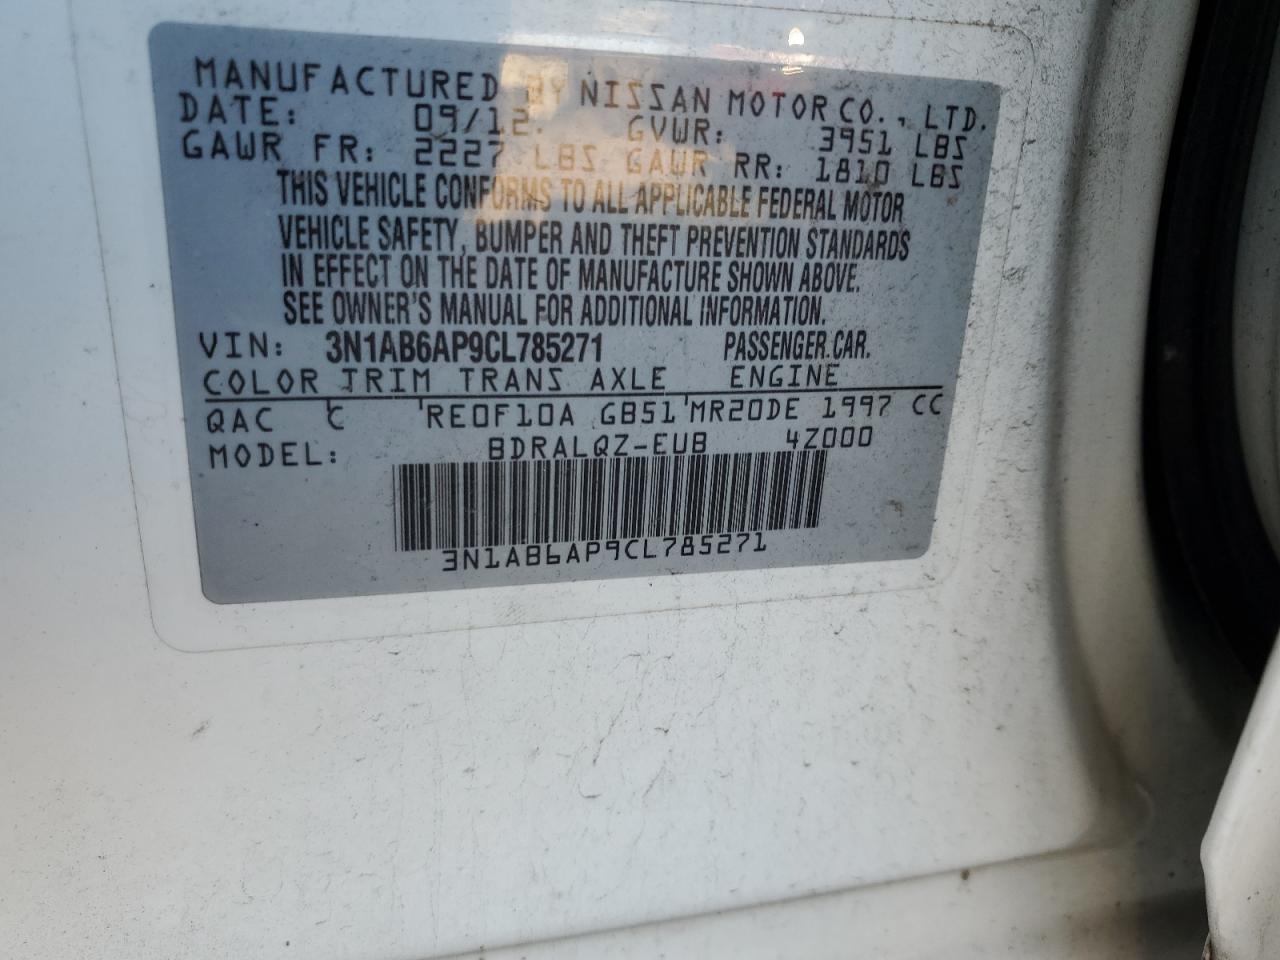 MANUFACTURED BY NISSAN MOTOR CO., LTD.
DATE: 09/12. GVWR: 3951 LBS
GAWR FR: 2227 LBS GAWR RR: 1810 LBS
THIS VEHICLE CONFORMS TO ALL APPLICABLE FEDERAL MOTOR
VEHICLE SAFETY, BUMPER AND THEFT PREVENTION STANDARDS
IN EFFECT ON THE DATE OF MANUFACTURE SHOWN ABOVE.
SEE OWNER'S MANUAL FOR ADDITIONAL INFORMATION.
VIN: 3N1AB6AP9CL785271 PASSENGER.CAR.
COLOR TRIM TRANS AXLE ENGINE
QAC C RE0F10A GB51 MR20DE 1997 CC
MODEL: BDRALQZ-EUB 4Z000
3N1AB6AP9CL785271